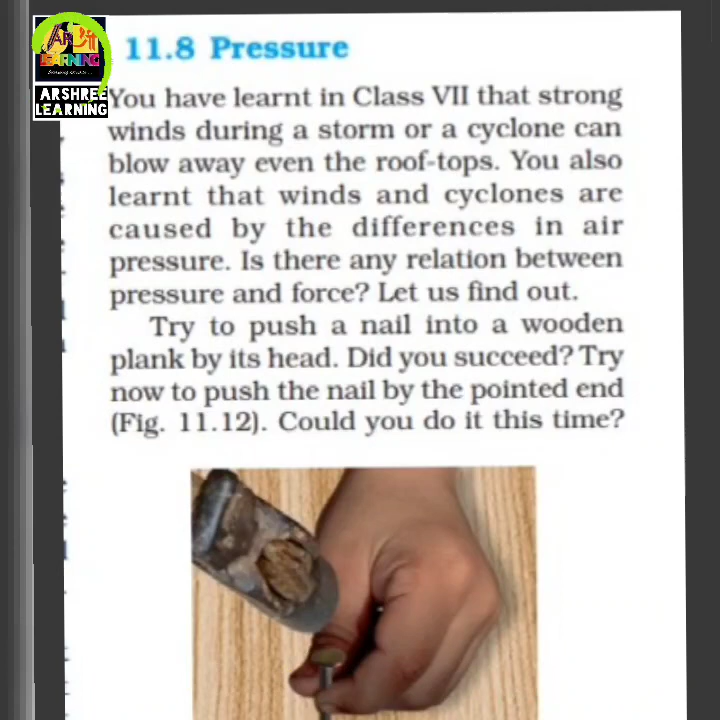 ARSHREE
LEARNING
11.8 Pressure
You have learnt in Class VII that strong
winds during a storm or a cyclone can
blow away even the roof-tops. You also
learnt that winds and cyclones are
caused by the differences in air
pressure. Is there any relation between
pressure and force? Let us find out.
Try to push a nail into a wooden
plank by its head. Did you succeed? Try
now to push the nail by the pointed end
(Fig. 11.12). Could you do it this time?